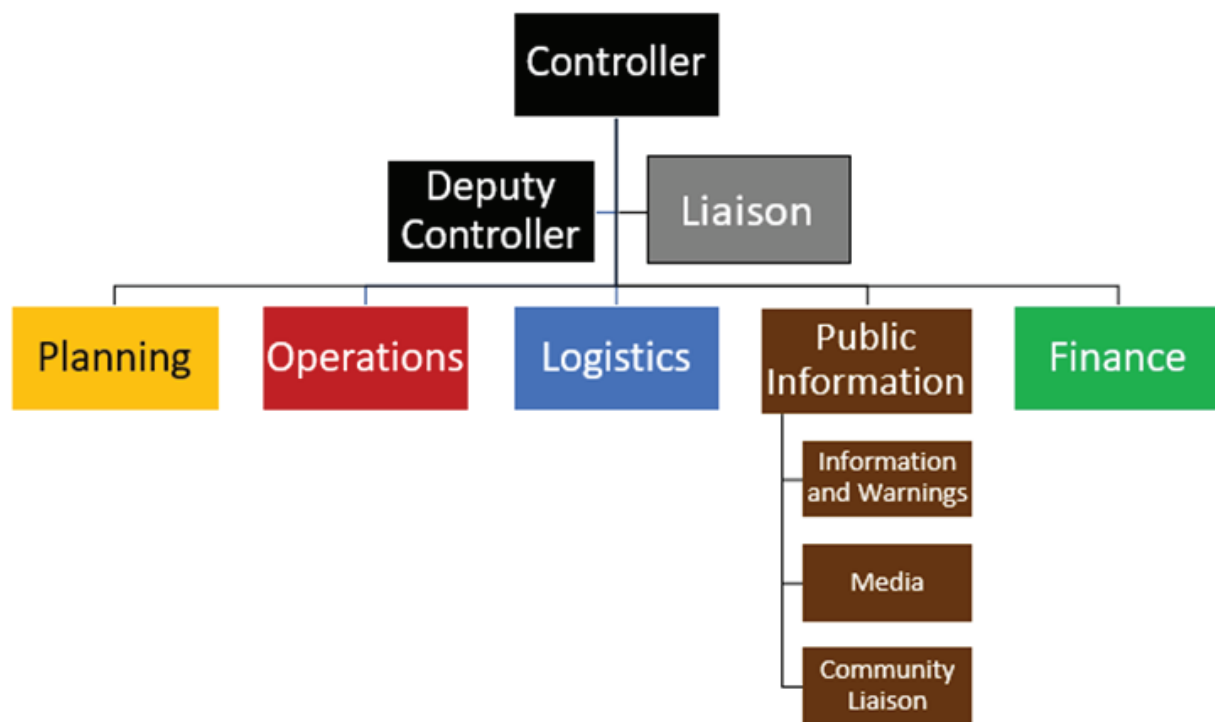 Controller
Deputy
Controller
Liaison
Planning
Operations
Logistics
Public
Information
Finance
Information
and Warnings
Media
Community
Liaison